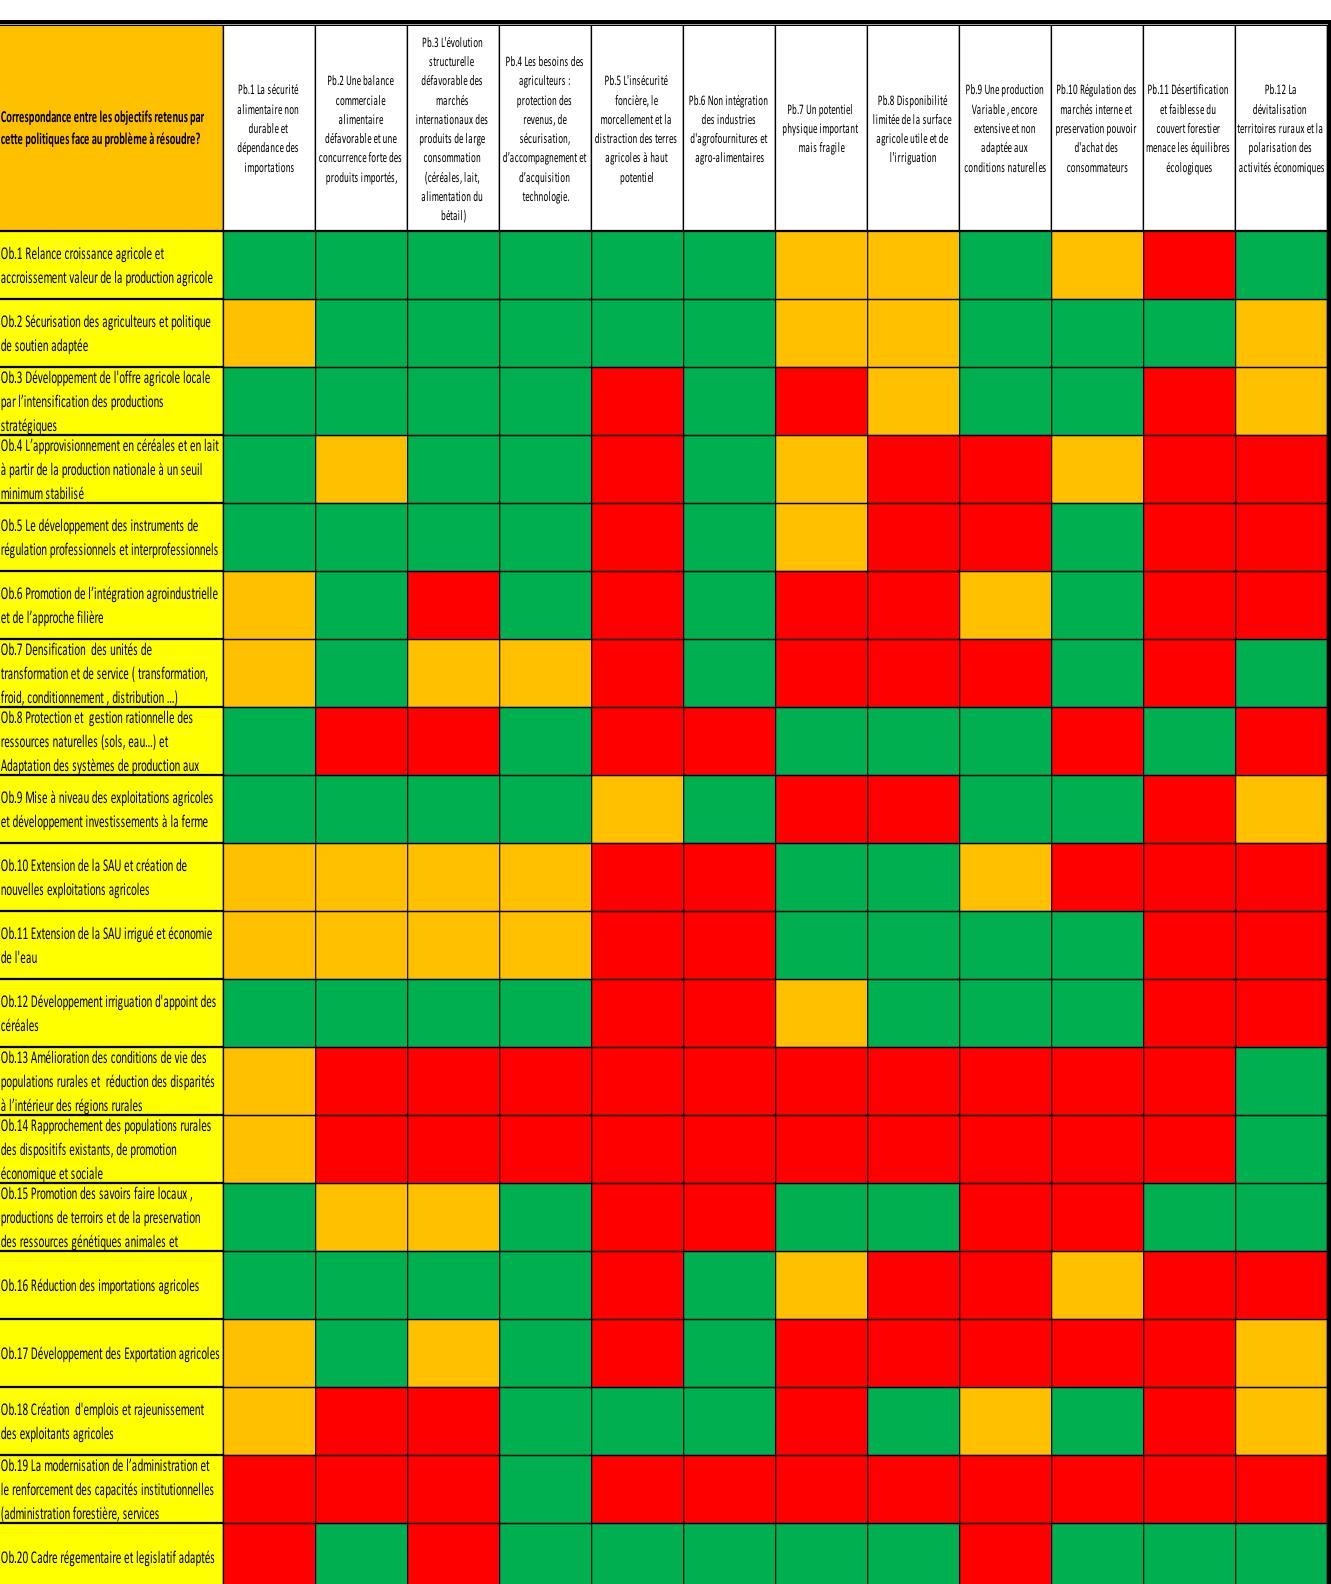 Correspondance entre les objectifs retenus par
cette politiques face au problème à résoudre?
Pb.1 La sécurité
alimentaire non
durable et
dépendance des
importations
Pb.2 Une balance
commerciale
alimentaire
défavorable et une
concurrence forte des
produits importés,
Pb.3 L'évolution
structurelle
défavorable des
marchés
internationaux des
produits de large
consommation
(céréales, lait,
alimentation du
bétail)
Pb.4 Les besoins des
agriculteurs :
protection des
revenus, de
sécurisation,
d'accompagnement et
d'acquisition
technologie.
Pb.5 L'insécurité
foncière, le
morcellement et la
distraction des terres
agricoles à haut
potentiel
Pb.6 Non intégration
des industries
d'agrofournitures et
agro-alimentaires
Pb.7 Un potentiel
physique important
mais fragile
Pb.8 Disponibilité
limitée de la surface
agricole utile et de
l'irriguation
Pb.9 Une production
Variable , encore
extensive et non
adaptée aux
conditions naturelles
Pb.10 Régulation des
marchés interne et
preservation pouvoir
d'achat des
consommateurs
Pb.11 Désertification
et faiblesse du
couvert forestier
menace les équilibres
écologiques
Pb.12 La
dévitalisation
territoires ruraux et la
polarisation des
activités économiques
Ob.1 Relance croissance agricole et
accroissement valeur de la production agricole
Ob.2 Sécurisation des agriculteurs et politique
de soutien adaptée
Ob.3 Développement de l'offre agricole locale
par l'intensification des productions
stratégiques
Ob.4 L'approvisionnement en céréales et en lait
à partir de la production nationale à un seuil
minimum stabilisé
Ob.5 Le développement des instruments de
régulation professionnels et interprofessionnels
Ob.6 Promotion de l'intégration agroindustrielle
et de l'approche filière
Ob.7 Densification des unités de
transformation et de service ( transformation,
froid, conditionnement , distribution ...)
Ob.8 Protection et gestion rationnelle des
ressources naturelles (sols, eau...) et
Adaptation des systèmes de production aux
Ob.9 Mise à niveau des exploitations agricoles
et développement investissements à la ferme
Ob.10 Extension de la SAU et création de
nouvelles exploitations agricoles
Ob.11 Extension de la SAU irrigué et économie
de l'eau
Ob.12 Développement irriguation d'appoint des
céréales
Ob.13 Amélioration des conditions de vie des
populations rurales et réduction des disparités
à l'intérieur des régions rurales
Ob.14 Rapprochement des populations rurales
des dispositifs existants, de promotion
économique et sociale
Ob.15 Promotion des savoirs faire locaux ,
productions de terroirs et de la preservation
des ressources génétiques animales et
Ob.16 Réduction des importations agricoles
Ob.17 Développement des Exportation agricoles
Ob.18 Création d'emplois et rajeunissement
des exploitants agricoles
Ob.19 La modernisation de l'administration et
le renforcement des capacités institutionnelles
(administration forestière, services
Ob.20 Cadre régementaire et legislatif adaptés